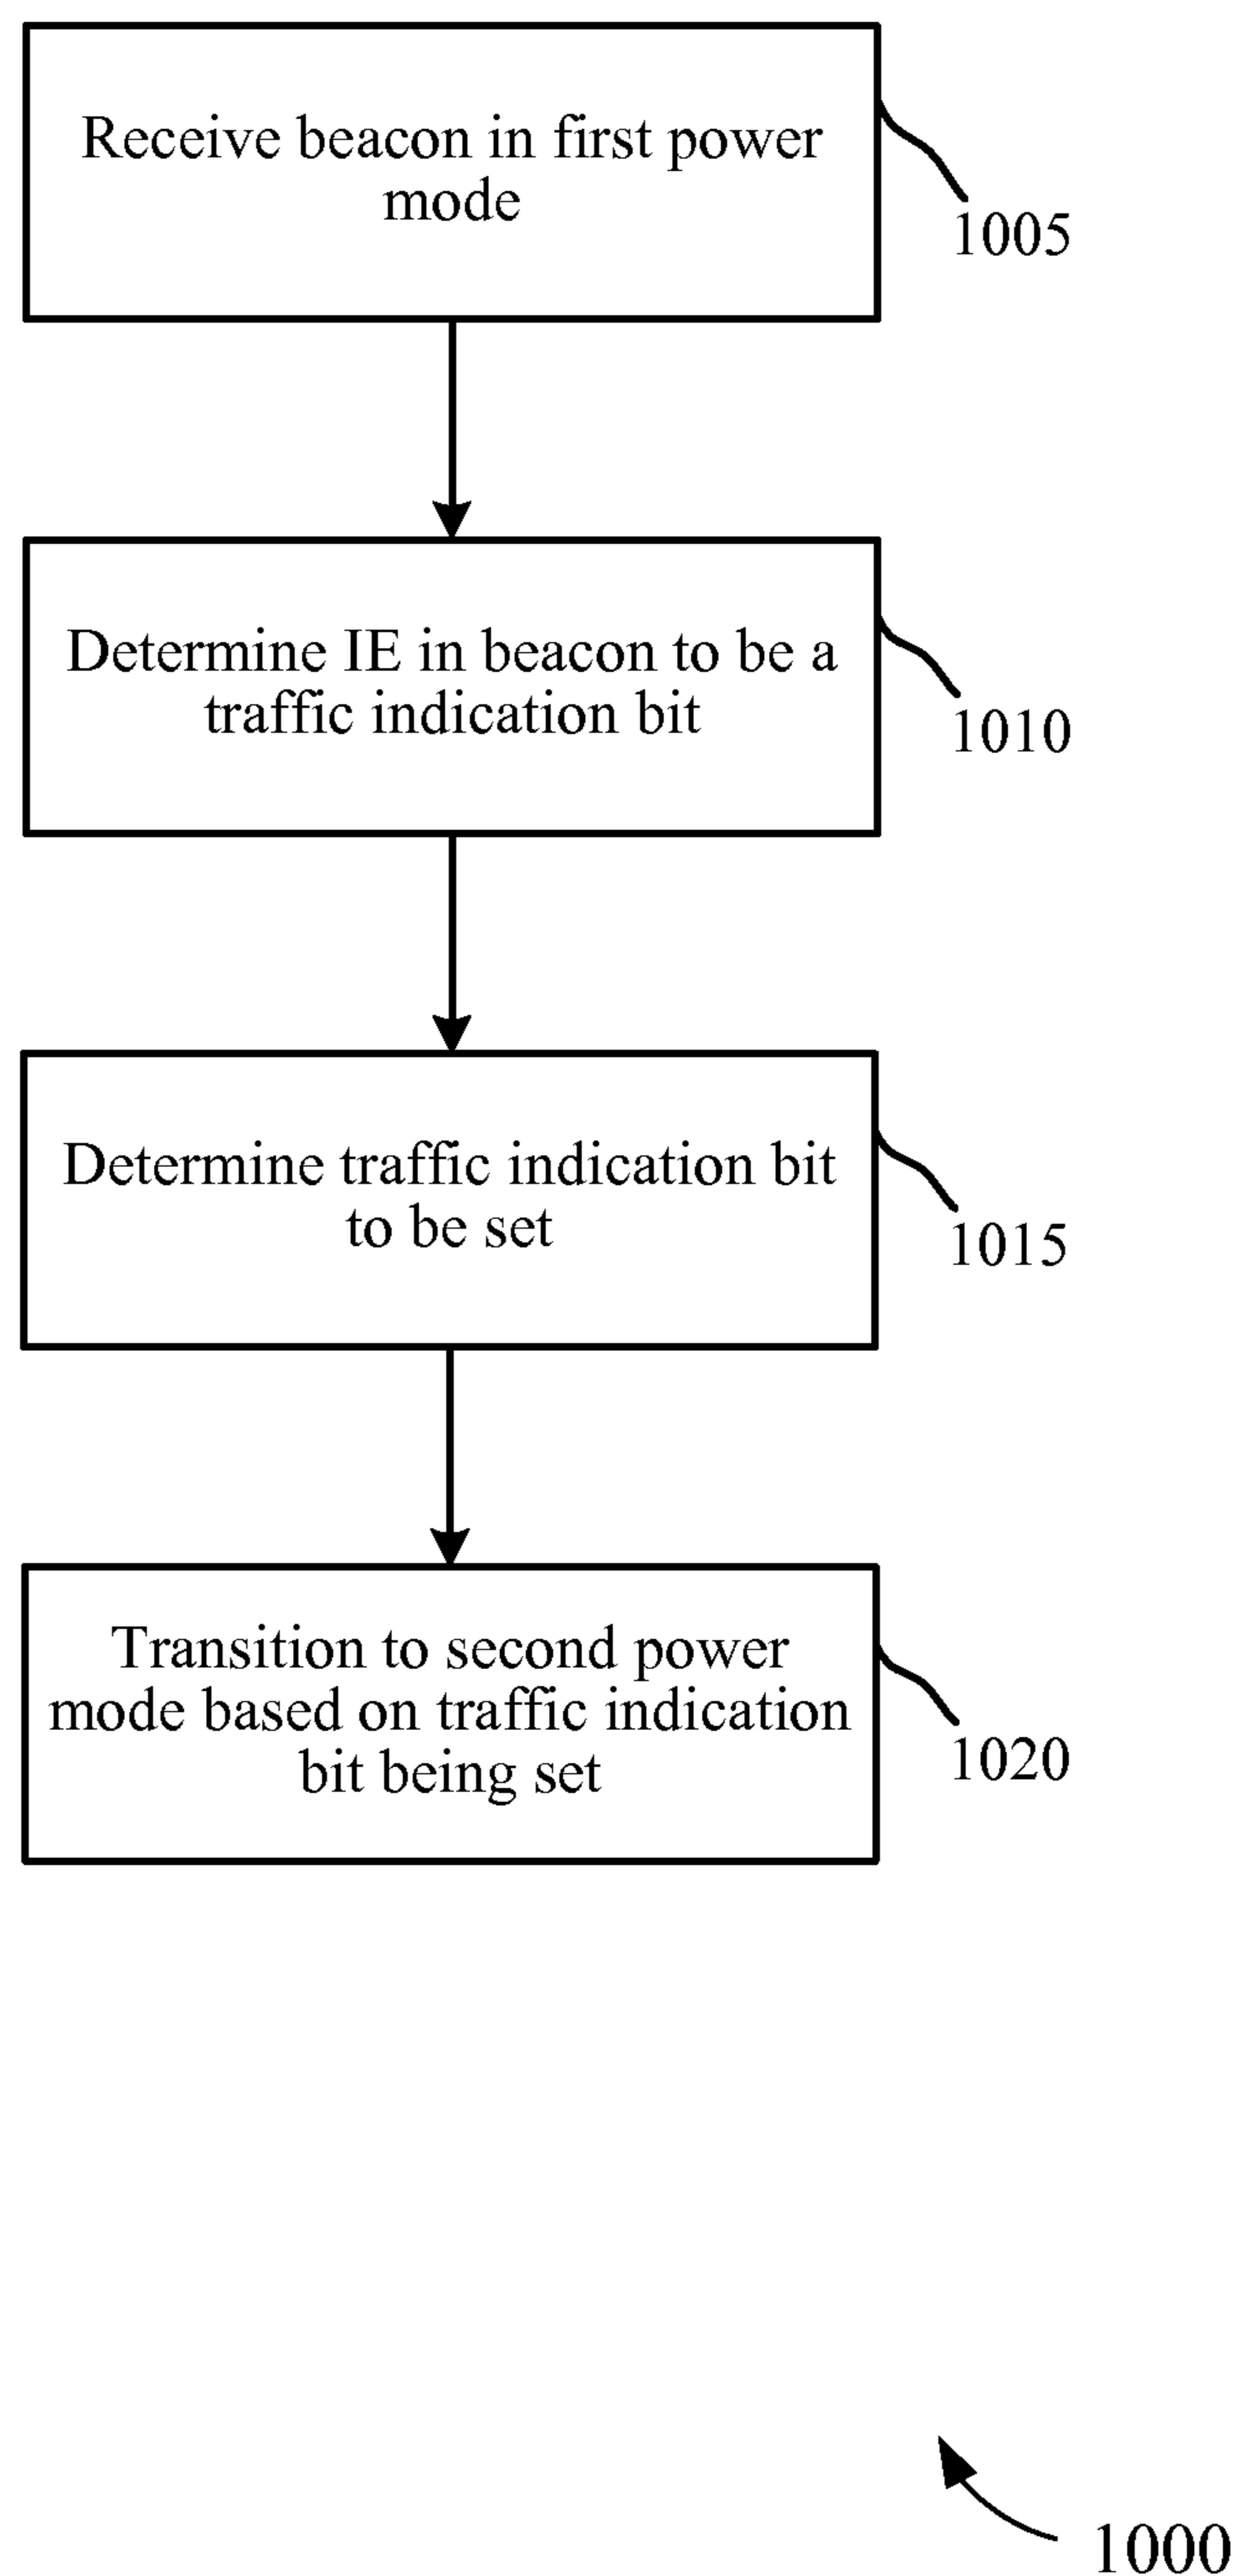 Receive beacon in first power
mode
1005
Determine IE in beacon to be a
traffic indication bit
1010
Determine traffic indication bit
to be set
1015
Transition to second power
mode based on traffic indication
bit being set
1020
1000